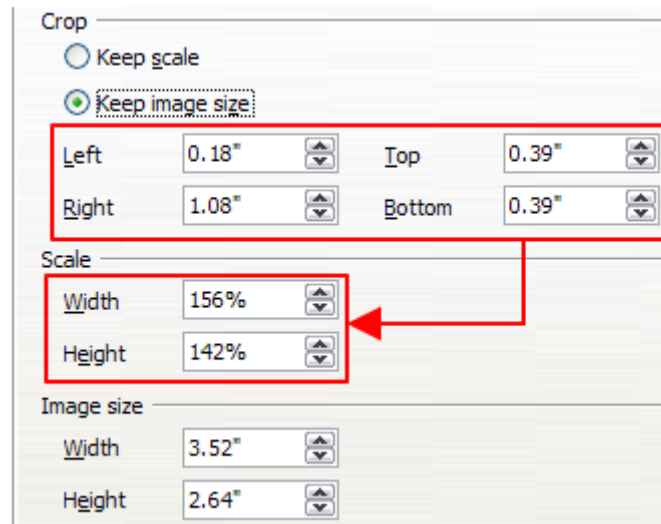 Crop
Keep scale
Keep image size
Left 0.18" Top 0.39"
Right 1.08" Bottom 0.39"
Scale
Width 156%
Height 142%
Image size
Width 3.52"
Height 2.64"